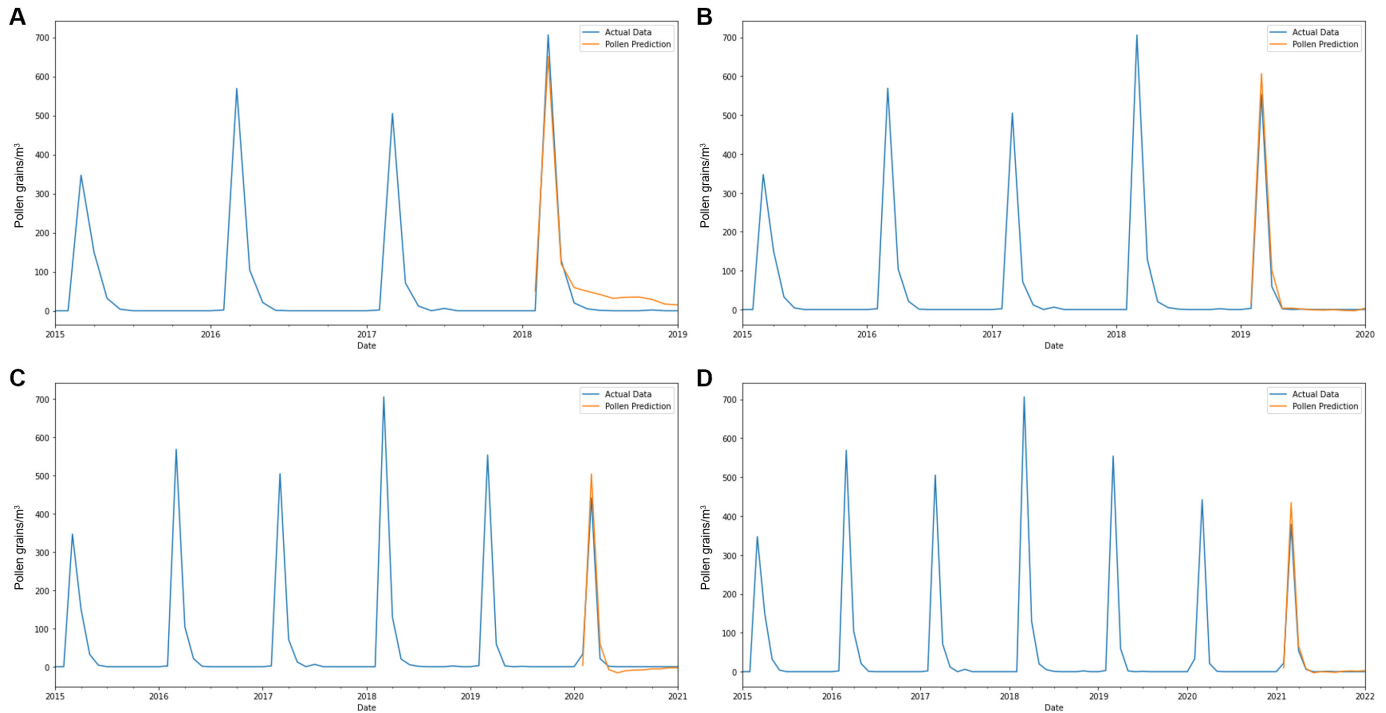 A
Pollen grains/m³
700
600
500
400
300
200
100
0
Actual Data
Pollen Prediction
2015 2016 2017 2018 2019
Date
B
Pollen grains/m³
700
600
500
400
300
200
100
0
Actual Data
Pollen Prediction
2015 2016 2017 2018 2019 2020
Date
C
Pollen grains/m³
700
600
500
400
300
200
100
0
Actual Data
Pollen Prediction
2015 2016 2017 2018 2019 2020 2021
Date
D
Pollen grains/m³
700
600
500
400
300
200
100
0
Actual Data
Pollen Prediction
2015 2016 2017 2018 2019 2020 2021 2022
Date